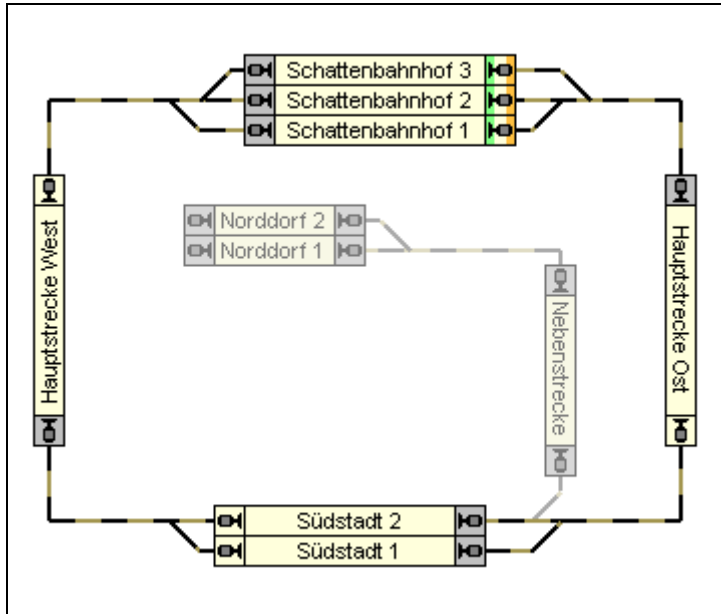 Schattenbahnhof 3
Schattenbahnhof 2
Schattenbahnhof 1
Hauptstrecke West
Norddorf 2
Norddorf 1
Nebenstrecke
Hauptstrecke Ost
Südstadt 2
Südstadt 1